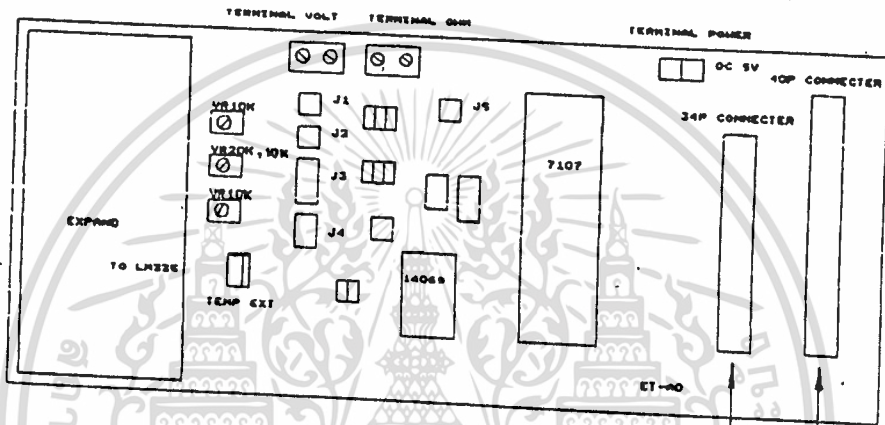 TERMINAL VOLT
TERMINAL OHM
TERMINAL POWER
DC 5V
40P CONNECTER
34P CONNECTER
J1
J5
VR10K
J2
VR20K,10K
7107
J3
VR10K
EXPAND
J4
TO LM335
14069
TEMP EXT
ET-AD